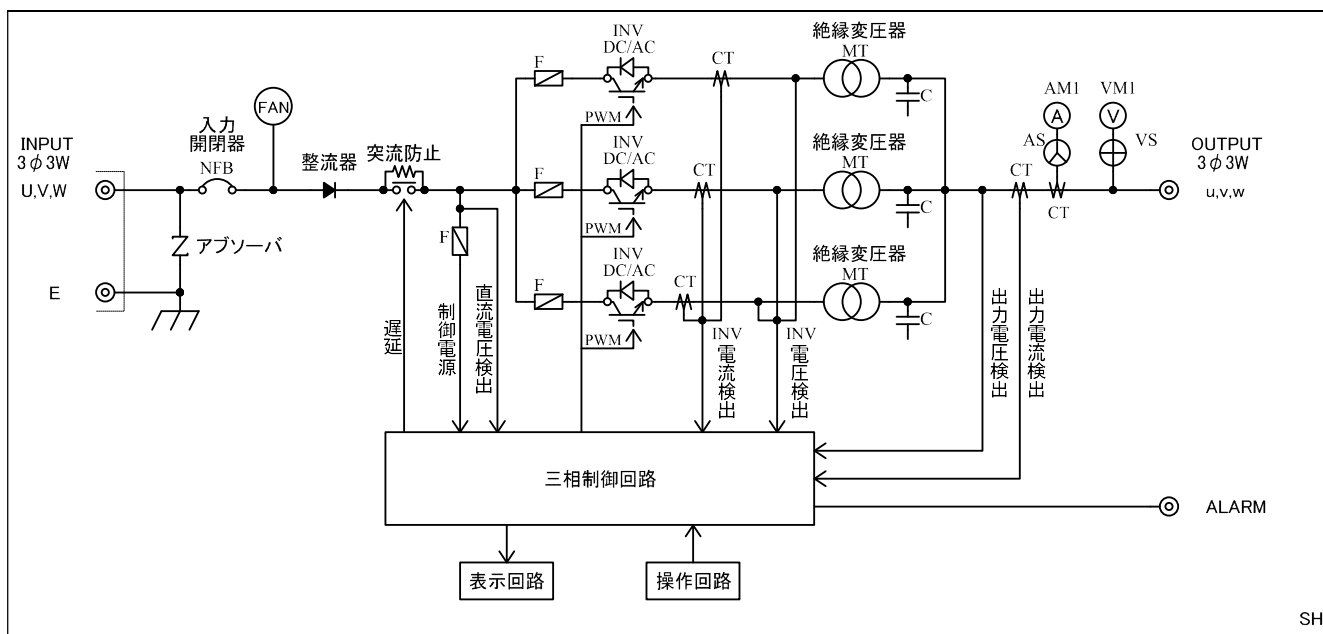 INPUT
3φ3W
U,V,W
E
FAN
入力
開閉器
NFB
アブソーバ
整流器
突流防止
遅延
F
制御電源
直流電圧検出
F
INV
DC/AC
PWM
CT
絶縁変圧器
MT
C
F
INV
DC/AC
PWM
CT
絶縁変圧器
MT
C
F
INV
DC/AC
PWM
CT
絶縁変圧器
MT
C
INV
電流検出
INV
電圧検出
出力電圧検出
出力電流検出
CT
AM1
A
AS
CT
VM1
V
VS
OUTPUT
3φ3W
u,v,w
三相制御回路
ALARM
表示回路
操作回路
SH